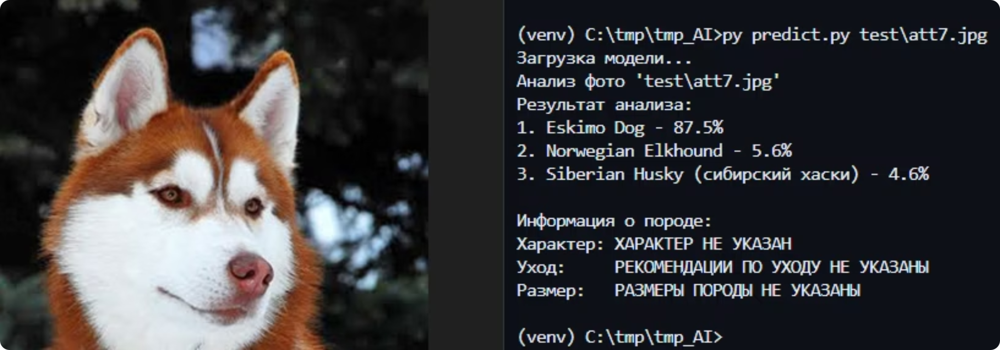 (venv) C:\tmp\tmp_AI>py predict.py test\att7.jpg
Загрузка модели...
Анализ фото 'test\att7.jpg'
Результат анализа:
1. Eskimo Dog - 87.5%
2. Norwegian Elkhound - 5.6%
3. Siberian Husky (сибирский хаски) - 4.6%
Информация о породе:
Характер: ХАРАКТЕР НЕ УКАЗАН
Уход: РЕКОМЕНДАЦИИ ПО УХОДУ НЕ УКАЗАНЫ
Размер: РАЗМЕРЫ ПОРОДЫ НЕ УКАЗАНЫ
(venv) C:\tmp\tmp_AI>